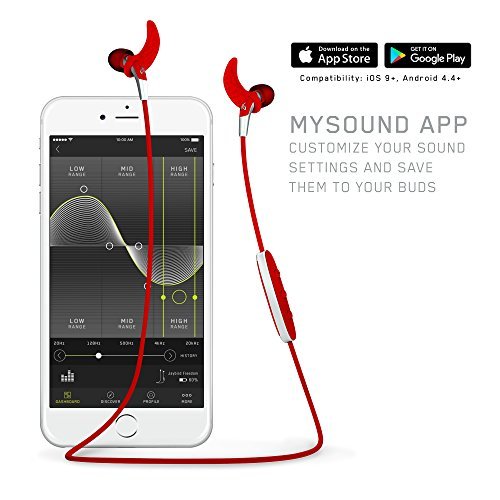 Download on the
App Store
GET IT ON
Google Play
Compatibility: iOS 9+, Android 4.4+
MYSOUND APP
CUSTOMIZE YOUR SOUND
SETTINGS AND SAVE
THEM TO YOUR BUDS
10:00 AM
100%
SAVE
LOW RANGE
MID RANGE
HIGH RANGE
LOW RANGE
MID RANGE
HIGH RANGE
20Hz 128Hz 500Hz 4kHz 20kHz
HISTORY
Jaybird Freedom
80%
DASHBOARD DISCOVER PROFILE MORE